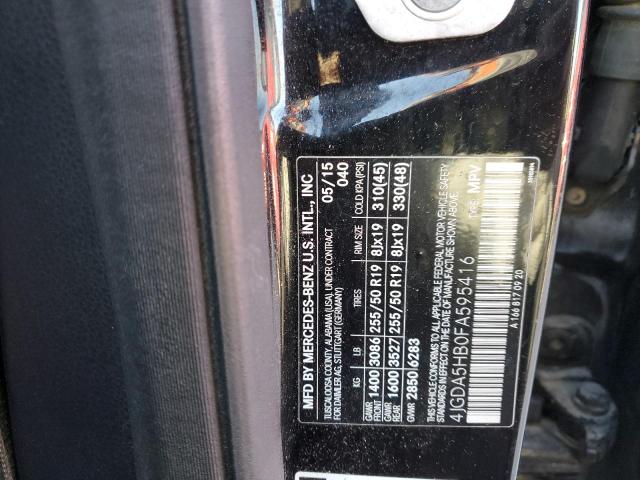 MFD BY MERCEDES-BENZ U.S. INTL., INC
TUSCALOOSA COUNTY, ALABAMA (USA), UNDER CONTRACT 05/15
FOR DAIMLER AG, STUTTGART (GERMANY) 040
KG LB TIRES RIM SIZE COLD KPA(PSI)
GAWR FRONT 1400 3086 255/50 R19 8Jx19 310(45)
GAWR REAR 1600 3527 255/50 R19 8Jx19 330(48)
GVWR 2850 6283
THIS VEHICLE CONFORMS TO ALL APPLICABLE FEDERAL MOTOR VEHICLE SAFETY
STANDARDS IN EFFECT ON THE DATE OF MANUFACTURE SHOWN ABOVE.
4JGDA5HB0FA595416 TYPE: MPV
A 166 817 09 20